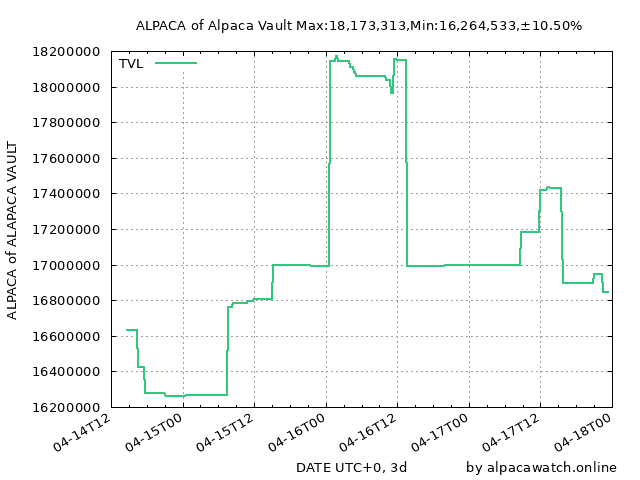 ALPACA of Alpaca Vault Max:18,173,313,Min:16,264,533,±10.50%
TVL
ALPACA of ALAPACA VAULT
18200000
18000000
17800000
17600000
17400000
17200000
17000000
16800000
16600000
16400000
16200000
04-14T12
04-15T00
04-15T12
04-16T00
04-16T12
04-17T00
04-17T12
04-18T00
DATE UTC+0, 3d
by alpacawatch.online